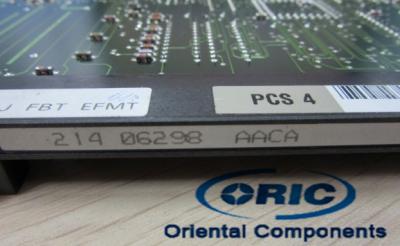 J FBT EFMT
PCS 4
214 06298 AACA
ORIC
Oriental Components